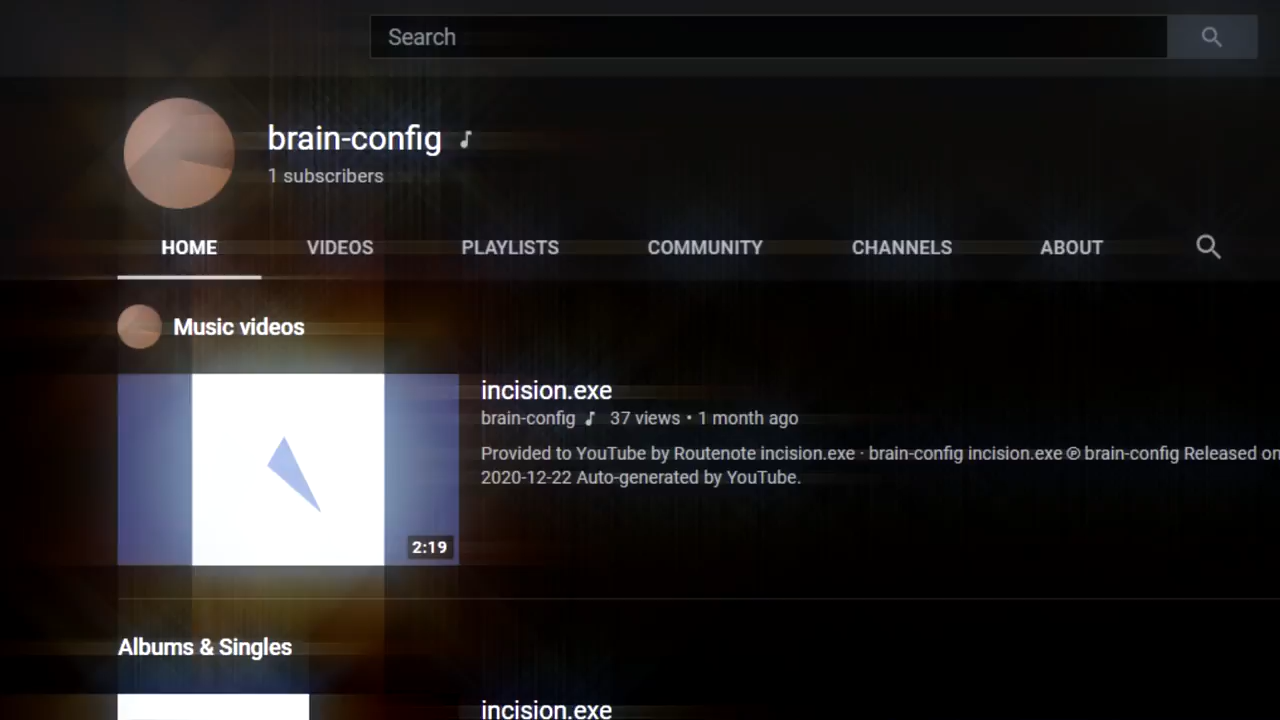 Search
brain-config
1 subscribers
HOME VIDEOS PLAYLISTS COMMUNITY CHANNELS ABOUT
Music videos
incision.exe
brain-config 37 views • 1 month ago
Provided to YouTube by Routenote incision.exe · brain-config incision.exe ℗ brain-config Released on
2020-12-22 Auto-generated by YouTube.
2:19
Albums & Singles
incision.exe